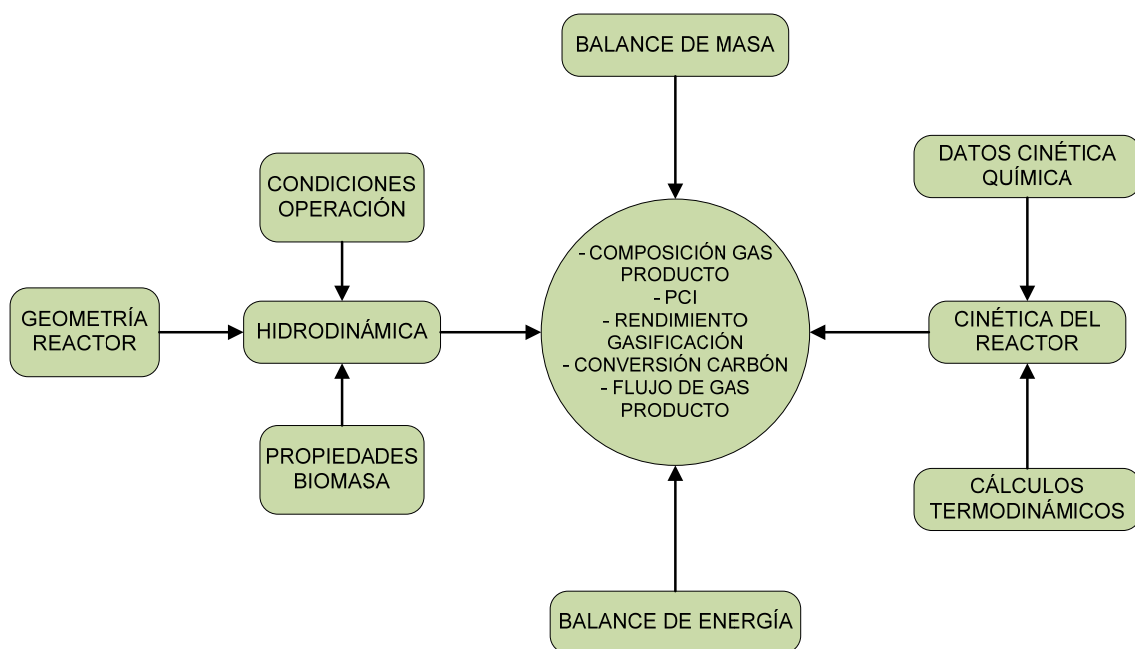 BALANCE DE MASA
DATOS CINÉTICA
QUÍMICA
CONDICIONES
OPERACIÓN
- COMPOSICIÓN GAS
PRODUCTO
- PCI
- RENDIMIENTO
GASIFICACIÓN
- CONVERSIÓN CARBÓN
- FLUJO DE GAS
PRODUCTO
GEOMETRÍA
REACTOR
HIDRODINÁMICA
CINÉTICA DEL
REACTOR
PROPIEDADES
BIOMASA
CÁLCULOS
TERMODINÁMICOS
BALANCE DE ENERGÍA